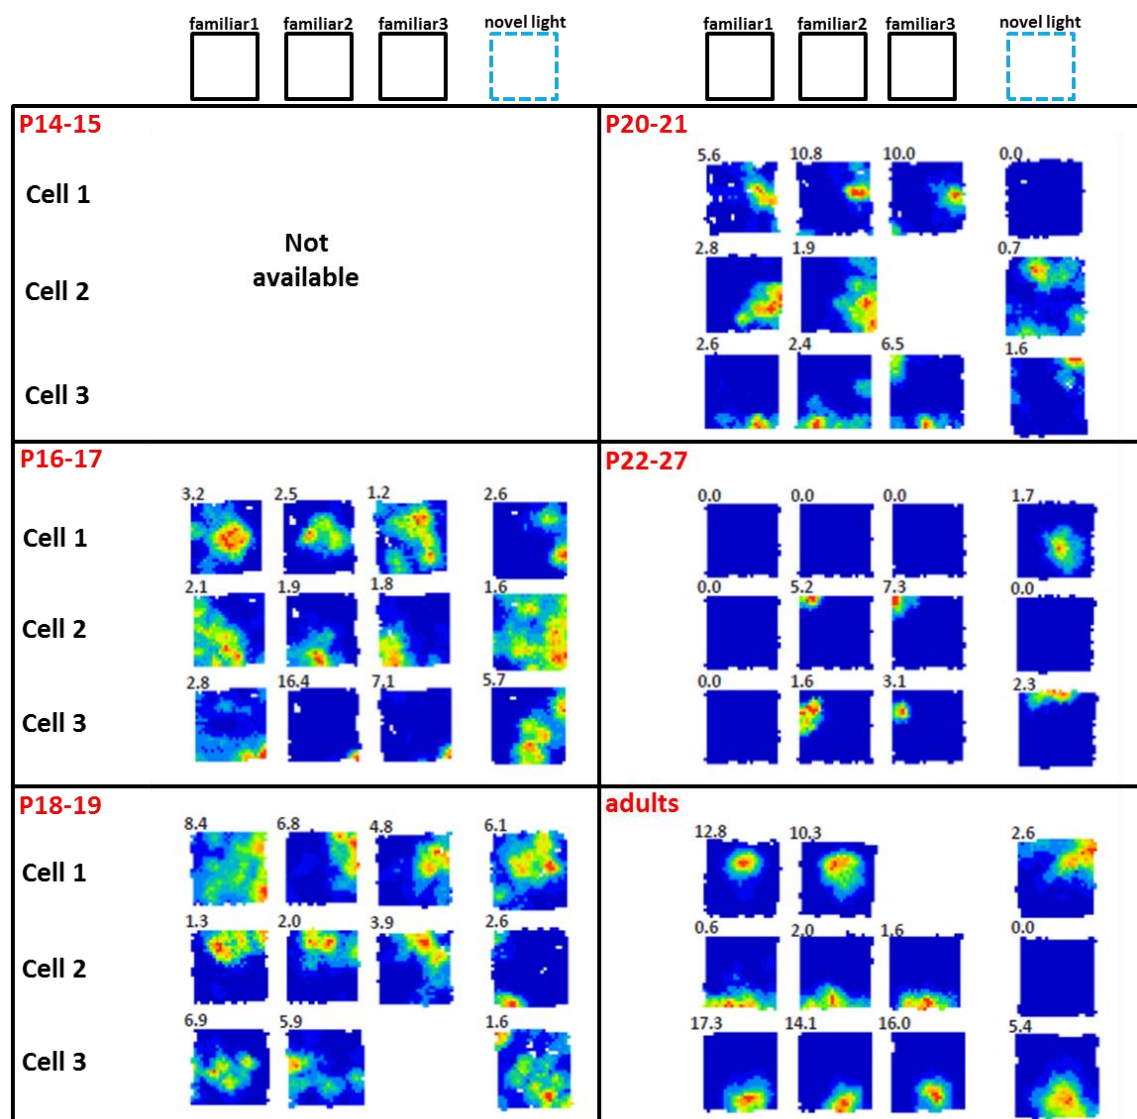 familiar1 familiar2 familiar3 novel light familiar1 familiar2 familiar3 novel light
P14-15
Cell 1
Not
available
Cell 2
Cell 3
P20-21
5.6 10.8 10.0 0.0
2.8 1.9 0.7
2.6 2.4 6.5 1.6
P16-17
3.2 2.5 1.2 2.6
Cell 1
2.1 1.9 1.8 1.6
Cell 2
2.8 16.4 7.1 5.7
Cell 3
P22-27
0.0 0.0 0.0 1.7
0.0 5.2 7.3 0.0
0.0 1.6 3.1 2.3
P18-19
8.4 6.8 4.8 6.1
Cell 1
1.3 2.0 3.9 2.6
Cell 2
6.9 5.9 1.6
Cell 3
adults
12.8 10.3 2.6
0.6 2.0 1.6 0.0
17.3 14.1 16.0 5.4